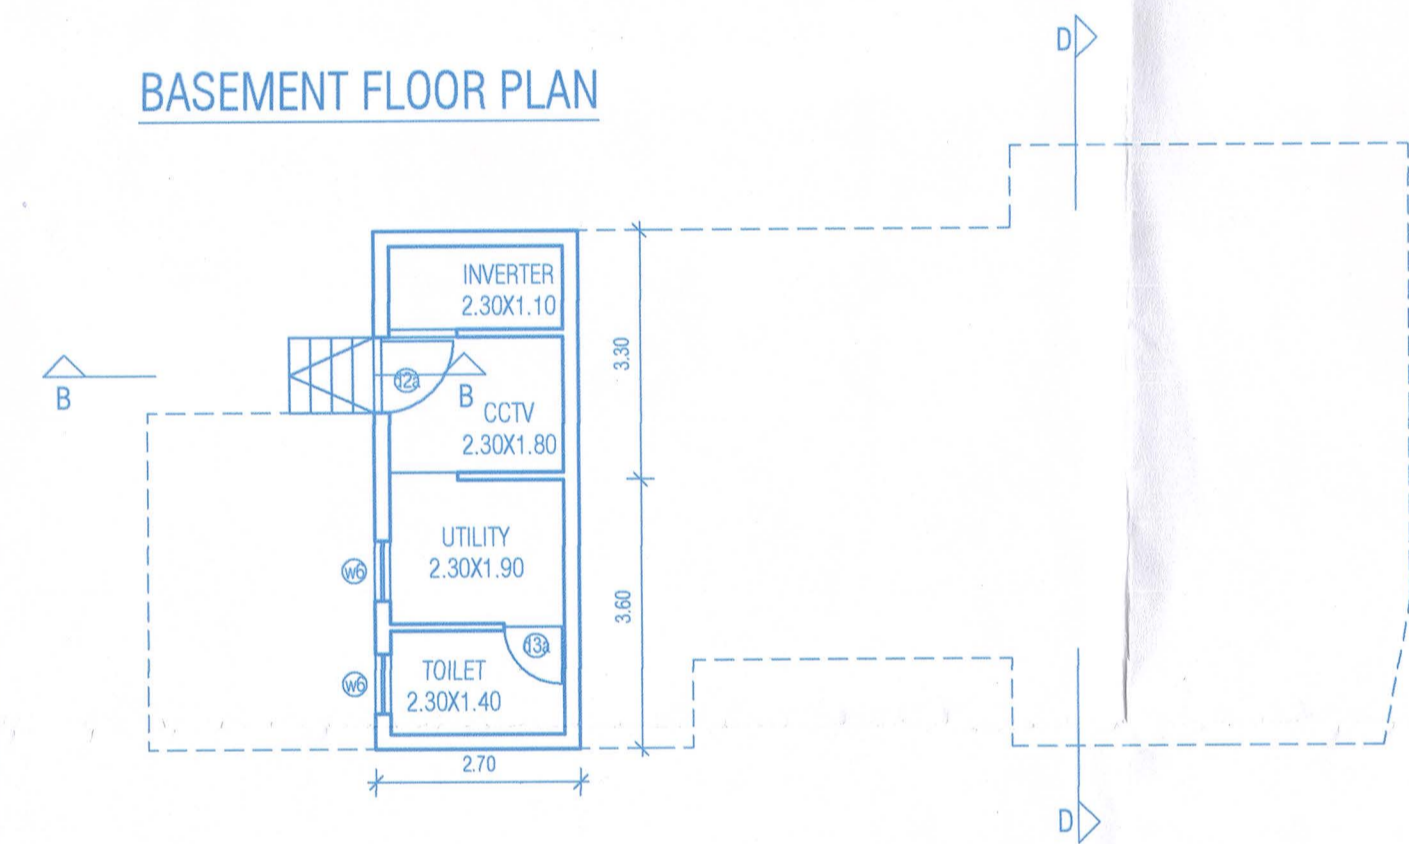 BASEMENT FLOOR PLAN
D
INVERTER
2.30X1.10
3.30
B
d2a
B
CCTV
2.30X1.80
UTILITY
2.30X1.90
w6
3.60
d3a
TOILET
2.30X1.40
w6
2.70
D